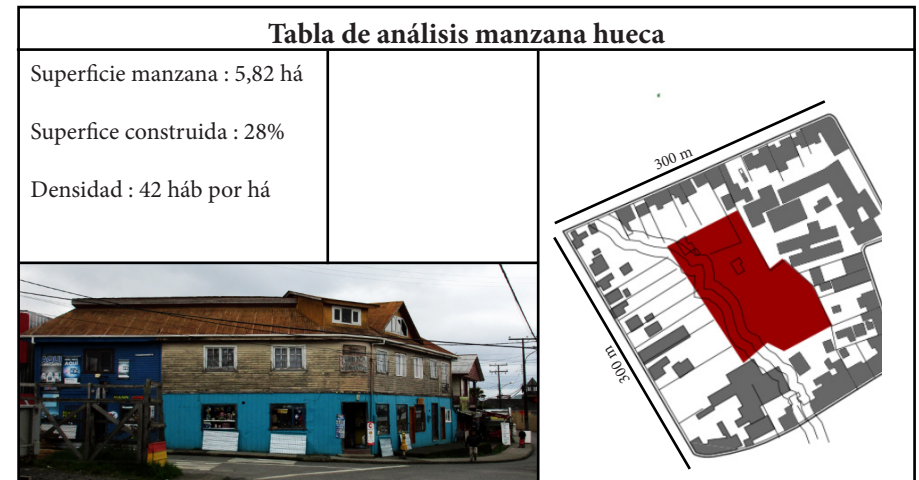 Tabla de análisis manzana hueca
Superficie manzana : 5,82 há
Superfice construida : 28%
Densidad : 42 háb por há
300 m
300 m